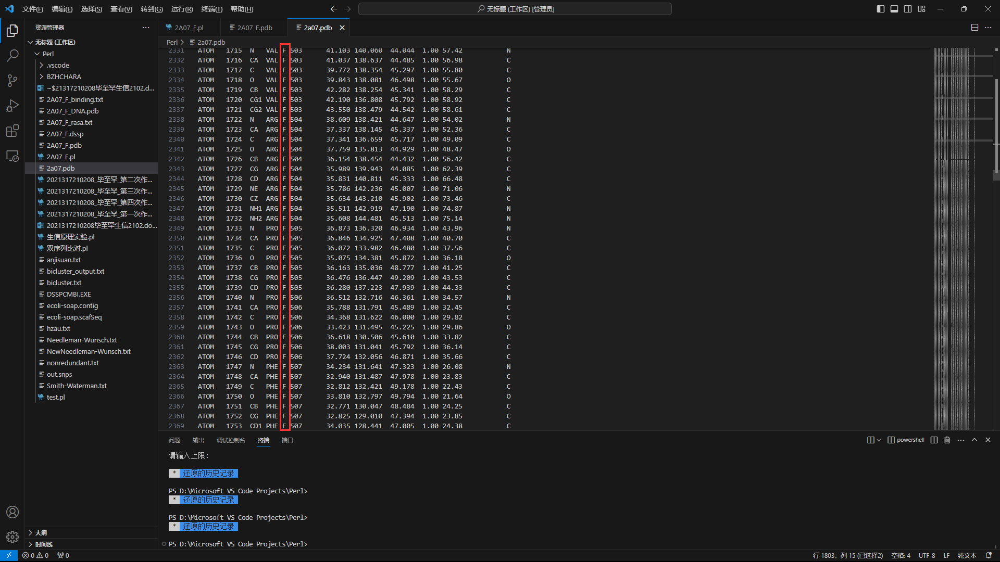 文件(F) 编辑(E) 选择(S) 查看(V) 转到(G) 运行(R) 终端(T) 帮助(H)
无标题 (工作区) [管理员]
资源管理器
无标题 (工作区)
Perl
.vscode
BZHCHARA
~$21317210208毕至罕生信2102.d...
2A07_F_binding.txt
2A07_F_DNA.pdb
2A07_F_rasa.txt
2A07_F.dssp
2A07_F.pdb
2A07_F.pl
2a07.pdb
2021317210208_毕至罕_第二次作...
2021317210208_毕至罕_第三次作...
2021317210208_毕至罕_第四次作...
2021317210208_毕至罕_第一次作...
2021317210208毕至罕生信2102.do...
生信原理实验.pl
双序列比对.pl
anjisuan.txt
bicluster_output.txt
bicluster.txt
DSSPCMBI.EXE
ecoli-soap.contig
ecoli-soap.scafSeq
hzau.txt
Needleman-Wunsch.txt
NewNeedleman-Wunsch.txt
nonredundant.txt
out.snps
Smith-Waterman.txt
test.pl
大纲
时间线
2A07_F.pl 2A07_F.pdb 2a07.pdb
Perl > 2a07.pdb
2331 ATOM 1715 N VAL F 503 41.103 140.060 44.044 1.00 57.42 N
2332 ATOM 1716 CA VAL F 503 41.037 138.637 44.485 1.00 56.98 C
2333 ATOM 1717 C VAL F 503 39.772 138.354 45.297 1.00 55.80 C
2334 ATOM 1718 O VAL F 503 39.843 138.081 46.498 1.00 55.67 O
2335 ATOM 1719 CB VAL F 503 42.282 138.254 45.341 1.00 58.29 C
2336 ATOM 1720 CG1 VAL F 503 42.190 136.808 45.792 1.00 58.92 C
2337 ATOM 1721 CG2 VAL F 503 43.550 138.479 44.542 1.00 58.61 C
2338 ATOM 1722 N ARG F 504 38.609 138.421 44.647 1.00 54.02 N
2339 ATOM 1723 CA ARG F 504 37.337 138.145 45.337 1.00 52.36 C
2340 ATOM 1724 C ARG F 504 37.341 136.659 45.717 1.00 49.09 C
2341 ATOM 1725 O ARG F 504 37.759 135.813 44.929 1.00 48.47 O
2342 ATOM 1726 CB ARG F 504 36.154 138.454 44.432 1.00 56.42 C
2343 ATOM 1727 CG ARG F 504 35.989 139.943 44.085 1.00 62.39 C
2344 ATOM 1728 CD ARG F 504 35.831 140.811 45.333 1.00 66.48 C
2345 ATOM 1729 NE ARG F 504 35.786 142.236 45.007 1.00 71.06 N
2346 ATOM 1730 CZ ARG F 504 35.634 143.210 45.902 1.00 73.46 C
2347 ATOM 1731 NH1 ARG F 504 35.511 142.919 47.190 1.00 74.87 N
2348 ATOM 1732 NH2 ARG F 504 35.608 144.481 45.513 1.00 75.14 N
2349 ATOM 1733 N PRO F 505 36.873 136.320 46.934 1.00 43.96 N
2350 ATOM 1734 CA PRO F 505 36.846 134.925 47.408 1.00 40.70 C
2351 ATOM 1735 C PRO F 505 36.072 133.982 46.480 1.00 37.56 C
2352 ATOM 1736 O PRO F 505 35.075 134.381 45.872 1.00 36.18 O
2353 ATOM 1737 CB PRO F 505 36.163 135.036 48.777 1.00 41.25 C
2354 ATOM 1738 CG PRO F 505 36.476 136.447 49.209 1.00 43.53 C
2355 ATOM 1739 CD PRO F 505 36.280 137.223 47.939 1.00 44.33 C
2356 ATOM 1740 N PRO F 506 36.512 132.716 46.361 1.00 34.57 N
2357 ATOM 1741 CA PRO F 506 35.788 131.791 45.489 1.00 32.45 C
2358 ATOM 1742 C PRO F 506 34.368 131.622 46.000 1.00 29.82 C
2359 ATOM 1743 O PRO F 506 33.423 131.495 45.225 1.00 29.86 O
2360 ATOM 1744 CB PRO F 506 36.618 130.506 45.610 1.00 33.82 C
2361 ATOM 1745 CG PRO F 506 38.003 131.041 45.792 1.00 36.14 C
2362 ATOM 1746 CD PRO F 506 37.724 132.056 46.871 1.00 35.66 C
2363 ATOM 1747 N PHE F 507 34.234 131.641 47.323 1.00 26.08 N
2364 ATOM 1748 CA PHE F 507 32.940 131.487 47.978 1.00 23.83 C
2365 ATOM 1749 C PHE F 507 32.812 132.421 49.178 1.00 22.43 C
2366 ATOM 1750 O PHE F 507 33.810 132.797 49.794 1.00 21.64 O
2367 ATOM 1751 CB PHE F 507 32.771 130.047 48.484 1.00 24.25 C
2368 ATOM 1752 CG PHE F 507 32.825 129.010 47.394 1.00 23.85 C
2369 ATOM 1753 CD1 PHE F 507 34.035 128.441 47.005 1.00 24.38 C
问题 输出 调试控制台 终端 端口
powershell
请输入上限:
* 还原的历史记录
PS D:\Microsoft VS Code Projects\Perl>
* 还原的历史记录
PS D:\Microsoft VS Code Projects\Perl>
* 还原的历史记录
PS D:\Microsoft VS Code Projects\Perl>
0 0 0
行 1803，列 15 (已选择2) 空格: 4 UTF-8 LF 纯文本